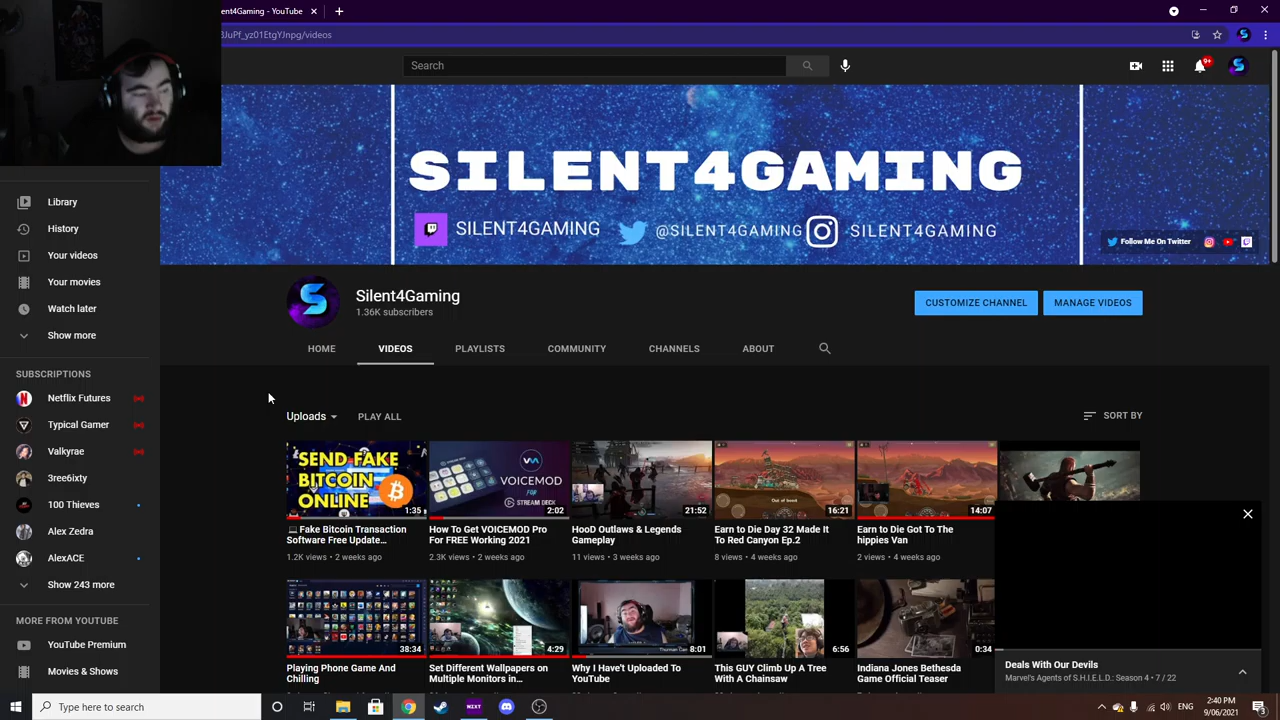 ent4Gaming - YouTube
3JuPf_yz01EtgYJnpg/videos
Search
9+
SILENT4GAMING
SILENT4GAMING @SILENT4GAMING SILENT4GAMING
Follow Me On Twitter
Library
History
Your videos
Your movies
Watch later
Show more
SUBSCRIPTIONS
Netflix Futures
Typical Gamer
Valkyrae
3ree6ixty
100 Thieves
Alex Zedra
AlexACE
Show 243 more
MORE FROM YOUTUBE
YouTube Premium
Movies & Shows
Silent4Gaming
1.36K subscribers
CUSTOMIZE CHANNEL
MANAGE VIDEOS
HOME VIDEOS PLAYLISTS COMMUNITY CHANNELS ABOUT
Uploads PLAY ALL SORT BY
SEND FAKE
BITCOIN
ONLINE
1:35
Fake Bitcoin Transaction
Software Free Update…
1.2K views • 2 weeks ago
VOICEMOD
FOR
STREAM DECK
2:02
How To Get VOICEMOD Pro
For FREE Working 2021
2.3K views • 2 weeks ago
21:52
HooD Outlaws & Legends
Gameplay
11 views • 3 weeks ago
Out of boost
16:21
Earn to Die Day 32 Made It
To Red Canyon Ep.2
8 views • 4 weeks ago
14:07
Earn to Die Got To The
hippies Van
2 views • 4 weeks ago
38:34
Playing Phone Game And
Chilling
4:29
Set Different Wallpapers on
Multiple Monitors in…
8:01
Why I Have't Uploaded To
YouTube
6:56
This GUY Climb Up A Tree
With A Chainsaw
0:34
Indiana Jones Bethesda
Game Official Teaser
Deals With Our Devils
Marvel's Agents of S.H.I.E.L.D.: Season 4 • 7 / 22
Type here to search
NZXT
ENG
2:40 PM
9/06/2021
3